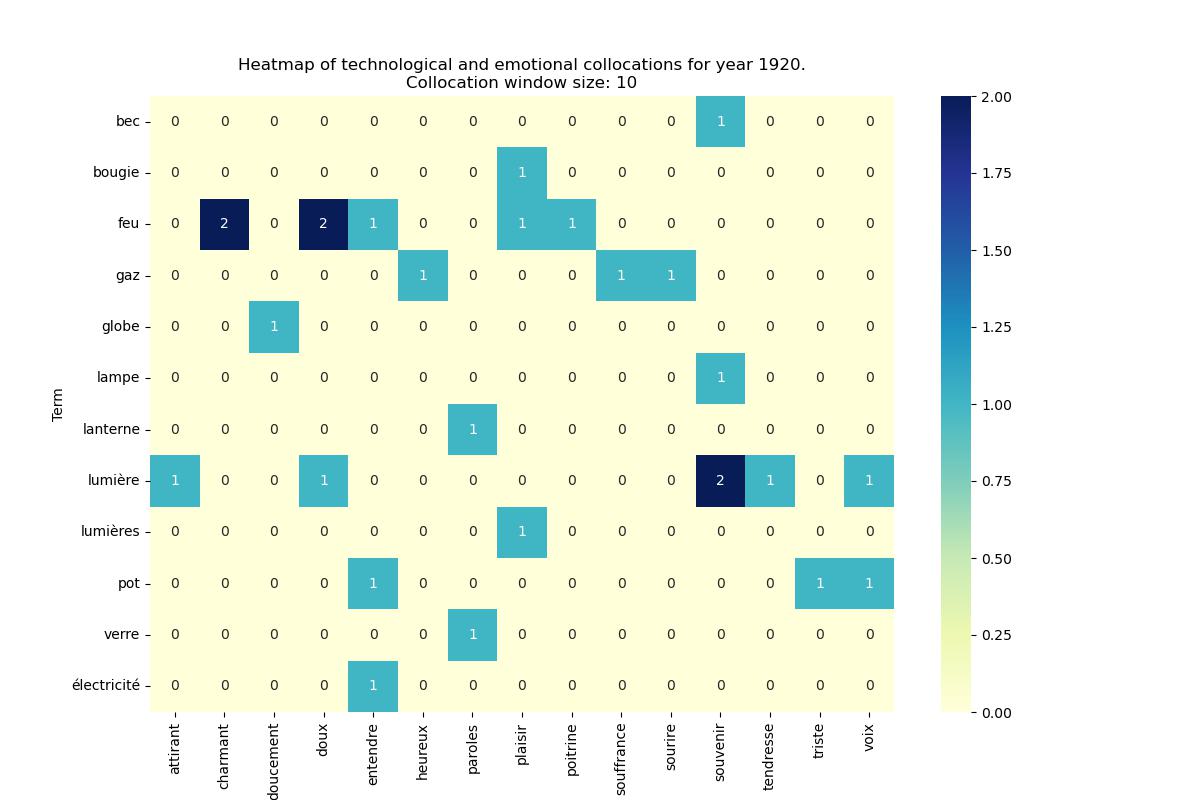 Heatmap of technological and emotional collocations for year 1920.
Collocation window size: 10
2.00
bec 0 0 0 0 0 0 0 0 0 0 0 1 0 0 0
1.75
bougie 0 0 0 0 0 0 0 1 0 0 0 0 0 0 0
feu 0 2 0 2 1 0 0 1 1 0 0 0 0 0 0
1.50
gaz 0 0 0 0 0 1 0 0 0 1 1 0 0 0 0
globe 0 0 1 0 0 0 0 0 0 0 0 0 0 0 0
1.25
lampe 0 0 0 0 0 0 0 0 0 0 0 1 0 0 0
Term
1.00
lanterne 0 0 0 0 0 0 1 0 0 0 0 0 0 0 0
lumière 1 0 0 1 0 0 0 0 0 0 0 2 1 0 1
0.75
lumières 0 0 0 0 0 0 0 1 0 0 0 0 0 0 0
0.50
pot 0 0 0 0 1 0 0 0 0 0 0 0 0 1 1
verre 0 0 0 0 0 0 1 0 0 0 0 0 0 0 0
0.25
électricité 0 0 0 0 1 0 0 0 0 0 0 0 0 0 0
0.00
attirant
charmant
doucement
doux
entendre
heureux
paroles
plaisir
poitrine
souffrance
sourire
souvenir
tendresse
triste
voix